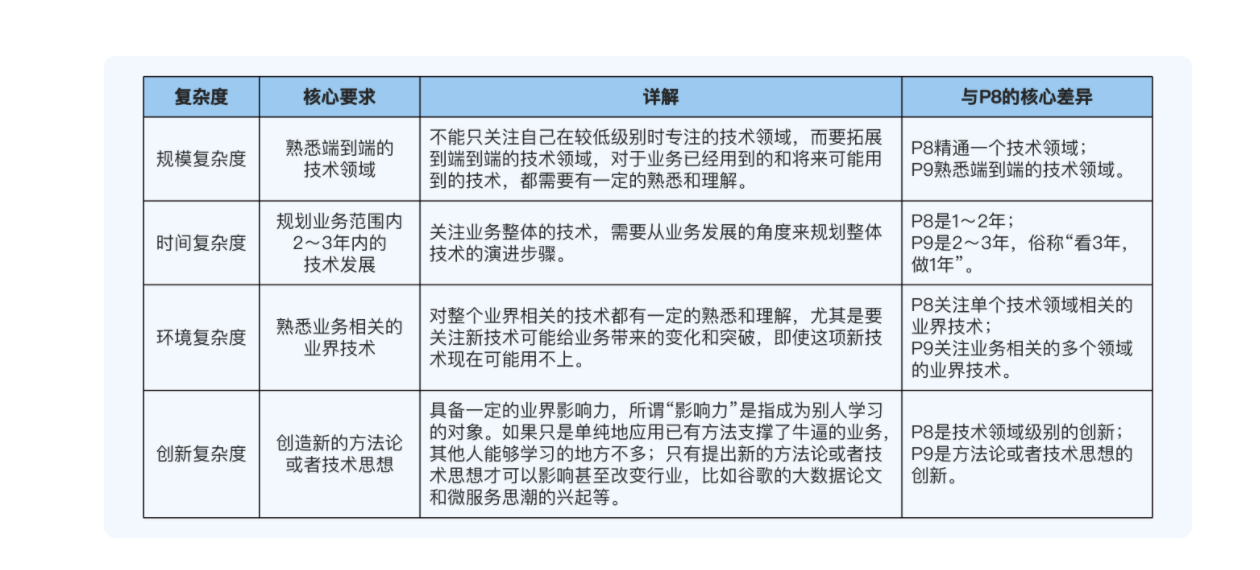 复杂度
核心要求
详解
与P8的核心差异
规模复杂度
熟悉端到端的
技术领域
不能只关注自己在较低级别时专注的技术领域，而要拓展
到端到端的技术领域，对于业务已经用到的和将来可能用
到的技术，都需要有一定的熟悉和理解。
P8精通一个技术领域；
P9熟悉端到端的技术领域。
时间复杂度
规划业务范围内
2～3年内的
技术发展
关注业务整体的技术，需要从业务发展的角度来规划整体
技术的演进步骤。
P8是1～2年；
P9是2～3年，俗称“看3年，
做1年”。
环境复杂度
熟悉业务相关的
业界技术
对整个业界相关的技术都有一定的熟悉和理解，尤其是要
关注新技术可能给业务带来的变化和突破，即使这项新技
术现在可能用不上。
P8关注单个技术领域相关的
业界技术；
P9关注业务相关的多个领域
的业界技术。
创新复杂度
创造新的方法论
或者技术思想
具备一定的业界影响力，所谓“影响力”是指成为别人学习
的对象。如果只是单纯地应用已有方法支撑了牛逼的业务，
其他人能够学习的地方不多；只有提出新的方法论或者技
术思想才可以影响甚至改变行业，比如谷歌的大数据论文
和微服务思潮的兴起等。
P8是技术领域级别的创新；
P9是方法论或者技术思想的
创新。